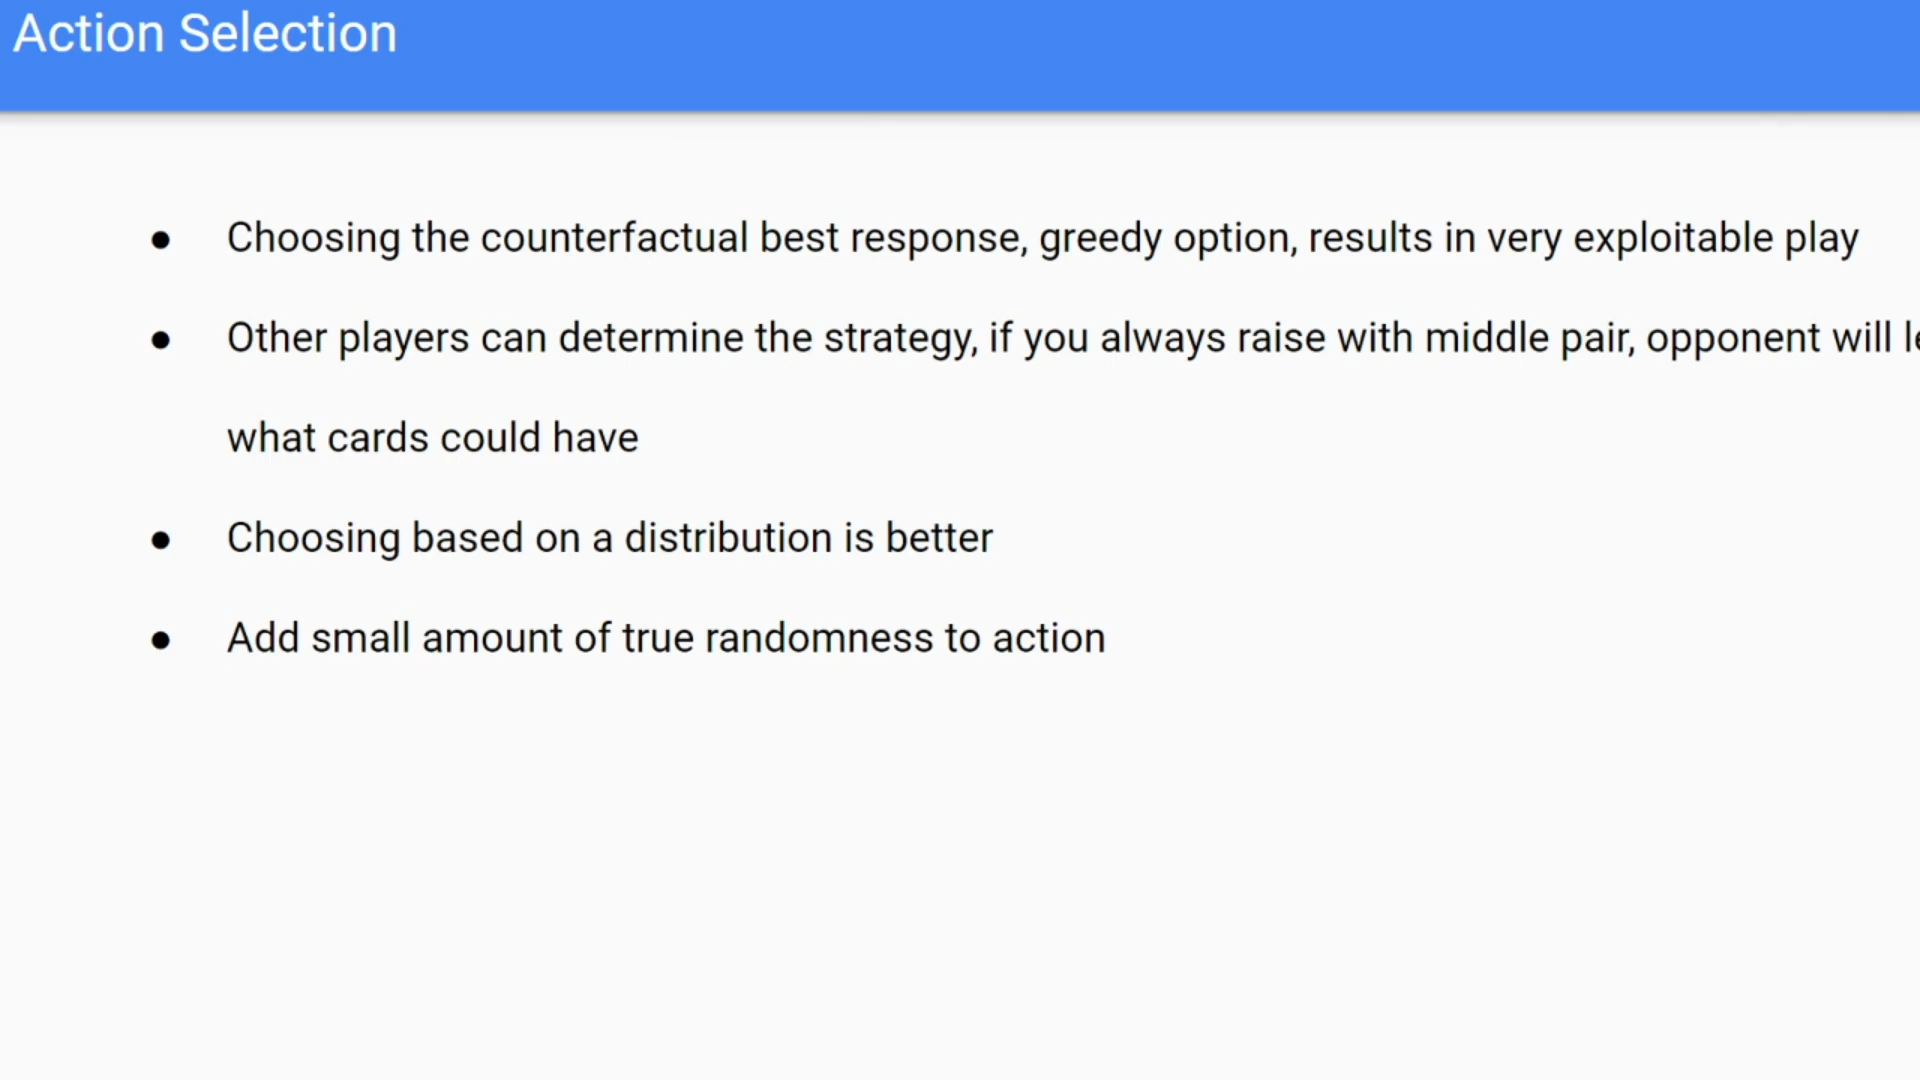 Action Selection
● Choosing the counterfactual best response, greedy option, results in very exploitable play
● Other players can determine the strategy, if you always raise with middle pair, opponent will
what cards could have
● Choosing based on a distribution is better
● Add small amount of true randomness to action